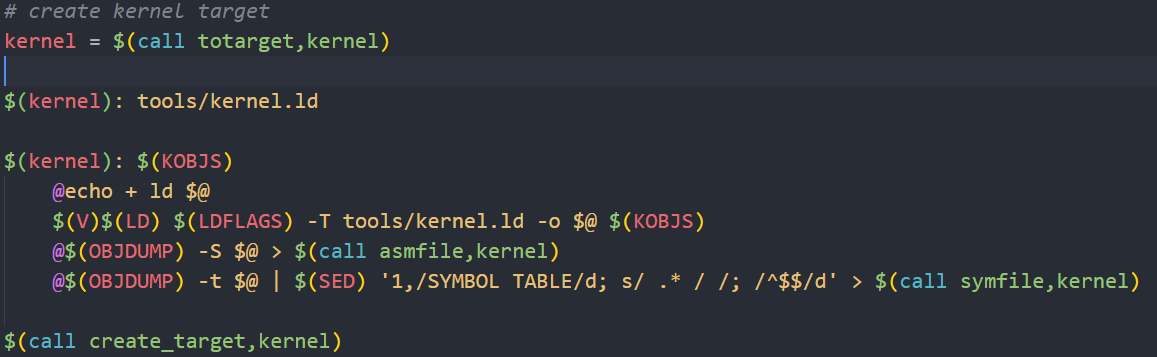 # create kernel target
kernel = $(call totarget,kernel)
$(kernel): tools/kernel.ld
$(kernel): $(KOBJS)
@echo + ld $@
$(V)$(LD) $(LDFLAGS) -T tools/kernel.ld -o $@ $(KOBJS)
@$(OBJDUMP) -S $@ > $(call asmfile,kernel)
@$(OBJDUMP) -t $@ | $(SED) '1,/SYMBOL TABLE/d; s/ .* / /; /^$$/d' > $(call symfile,kernel)
$(call create_target,kernel)